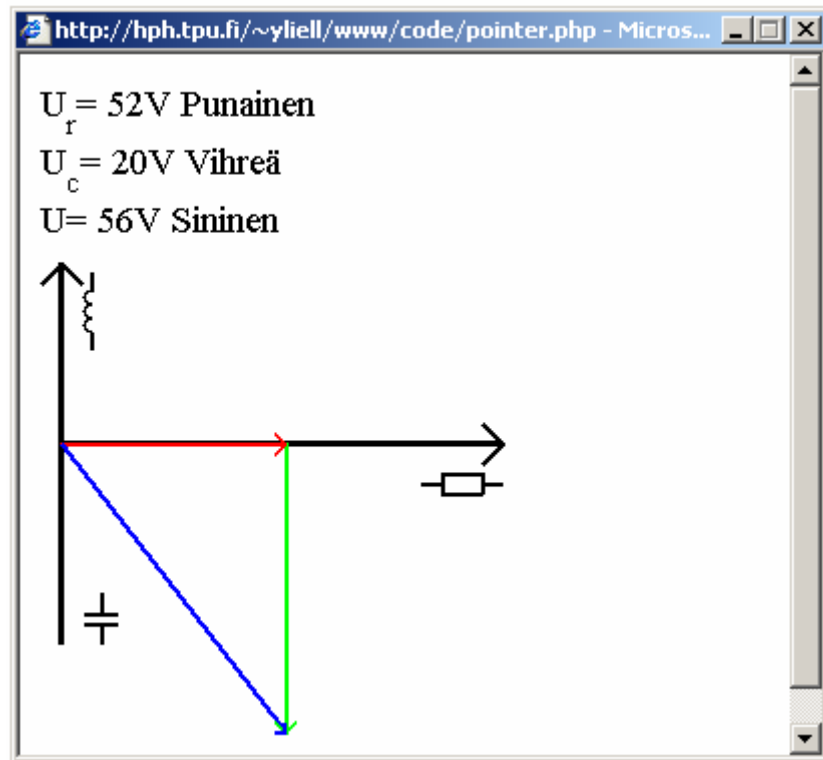 http://hph.tpu.fi/~yliell/www/code/pointer.php - Micros...
Ur= 52V Punainen
Uc= 20V Vihreä
U= 56V Sininen